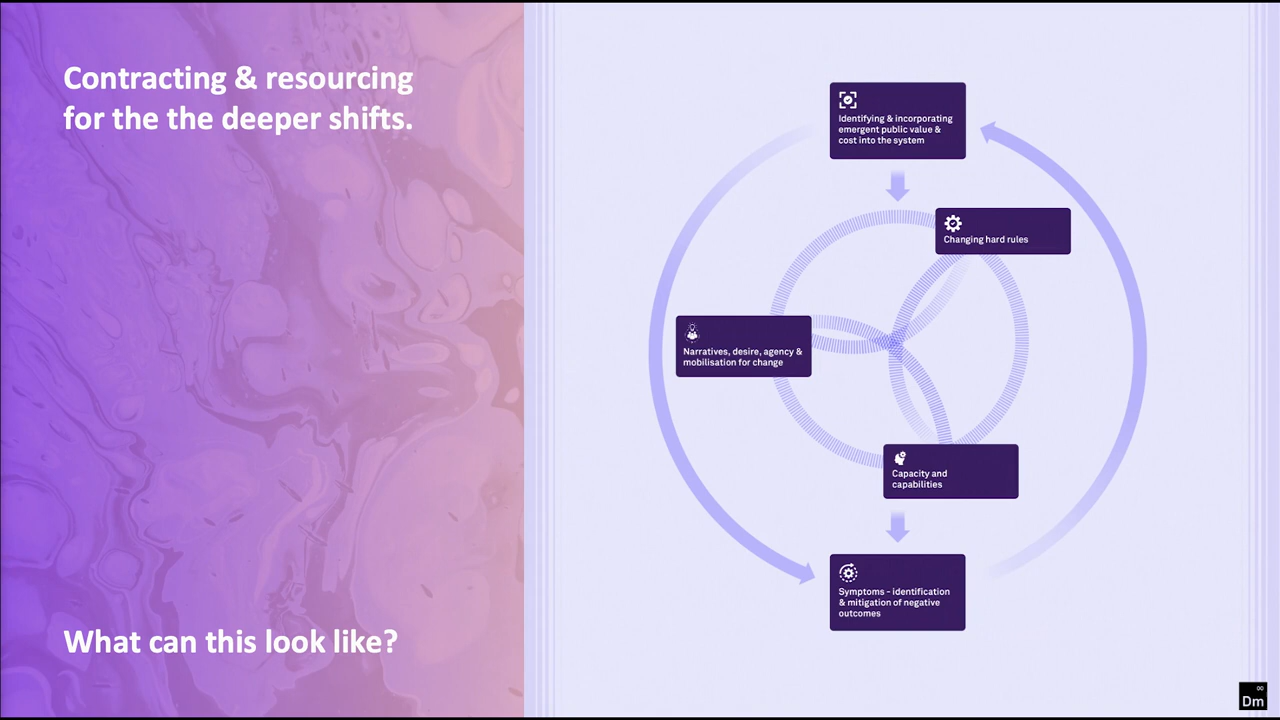 Contracting & resourcing
for the the deeper shifts.
What can this look like?
Identifying & incorporating
emergent public value &
cost into the system
Changing hard rules
Narratives, desire, agency &
mobilisation for change
Capacity and
capabilities
Symptoms - identification
& mitigation of negative
outcomes
00
Dm